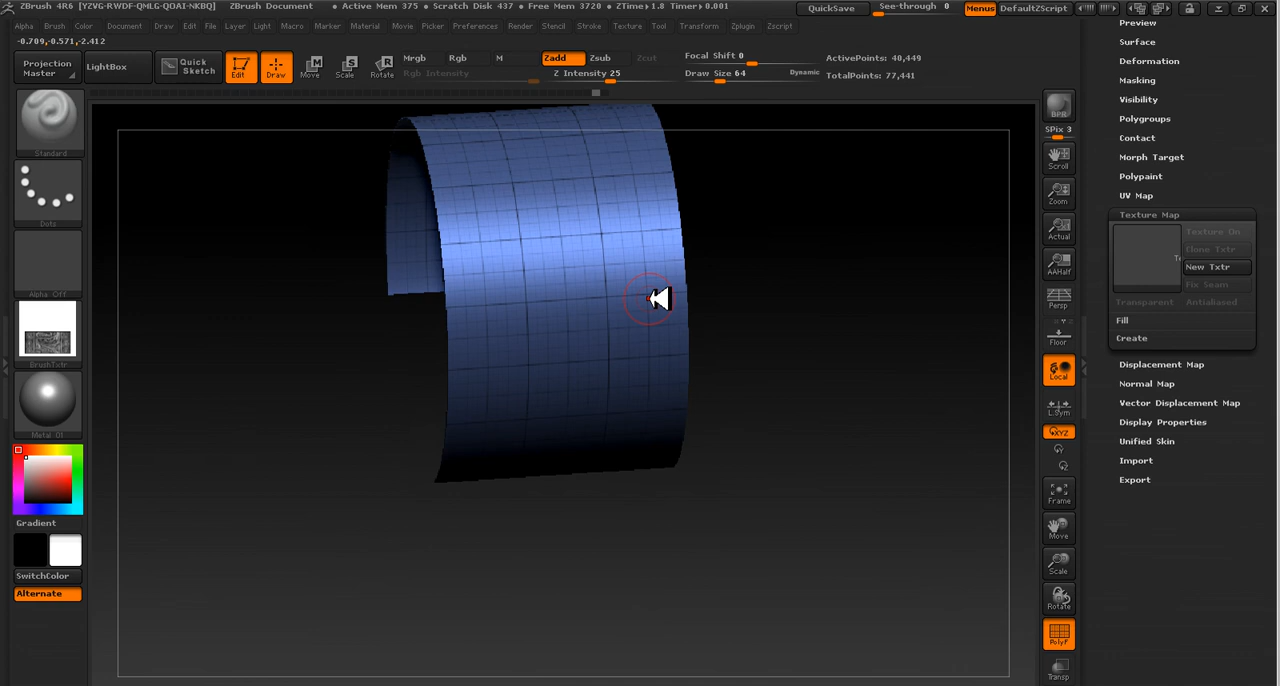 ZBrush 4R6 [YZVG-RWDF-QMLG-QOAI-NKBQ] ZBrush Document • Active Mem 375 • Scratch Disk 437 • Free Mem 3720 • ZTime▸1.8 Timer▸0.001 QuickSave See-through 0 Menus DefaultZScript
Alpha Brush Color Document Draw Edit File Layer Light Macro Marker Material Movie Picker Preferences Render Stencil Stroke Texture Tool Transform Zplugin Zscript
-0.709,-0.571,-2.412
Projection Master
LightBox
Quick Sketch
Edit
Draw
Move
Scale
Rotate
Mrgb Rgb M
Rgb Intensity
Zadd Zsub Zcut
Z Intensity 25
Focal Shift 0
Draw Size 64 Dynamic
ActivePoints: 40,449
TotalPoints: 77,441
Standard
Dots
Alpha Off
BrushTxtr
Metal 01
Gradient
SwitchColor
Alternate
BPR
SPix 3
Scroll
Zoom
Actual
AAHalf
Persp
Floor
Local
L.Sym
XYZ
Frame
Move
Scale
Rotate
PolyF
Transp
Preview
Surface
Deformation
Masking
Visibility
Polygroups
Contact
Morph Target
Polypaint
UV Map
Texture Map
Texture On
Clone Txtr
New Txtr
Fix Seam
Transparent Antialiased
Fill
Create
Displacement Map
Normal Map
Vector Displacement Map
Display Properties
Unified Skin
Import
Export